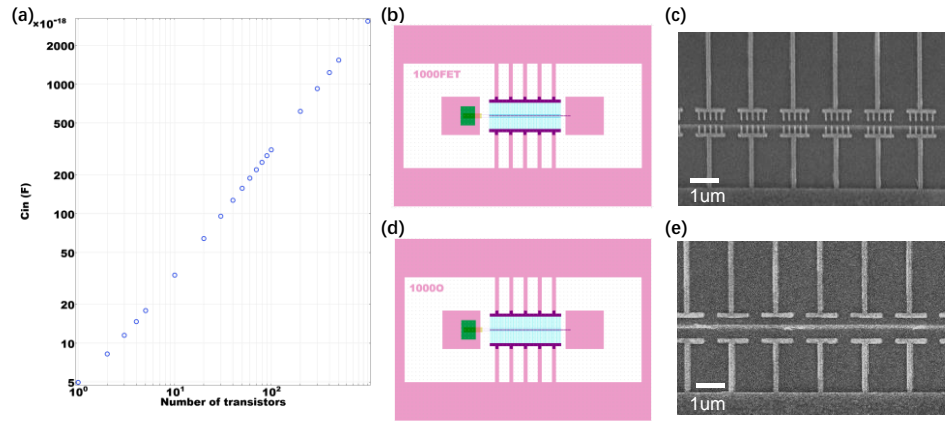 (a)
×10⁻¹⁸
2000
1000
500
200
100
50
20
10
5
Cin (F)
10⁰
10¹
10²
Number of transistors
(b)
1000FET
(c)
1um
(d)
1000O
(e)
1um